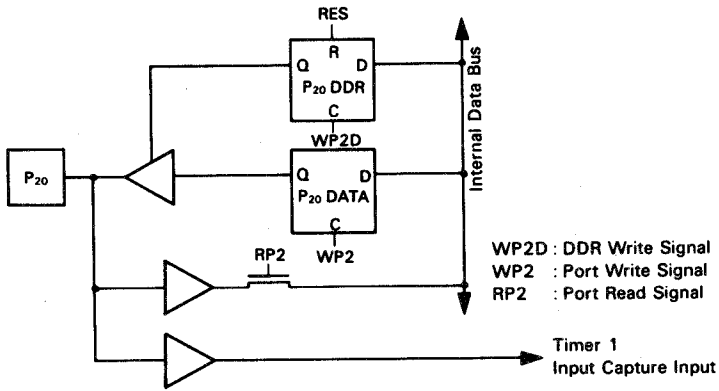 RES
R
Q D
P₂₀ DDR
C
WP2D
Q D
P₂₀ DATA
C
WP2
P₂₀
RP2
Internal Data Bus
WP2D : DDR Write Signal
WP2 : Port Write Signal
RP2 : Port Read Signal
Timer 1
Input Capture Input